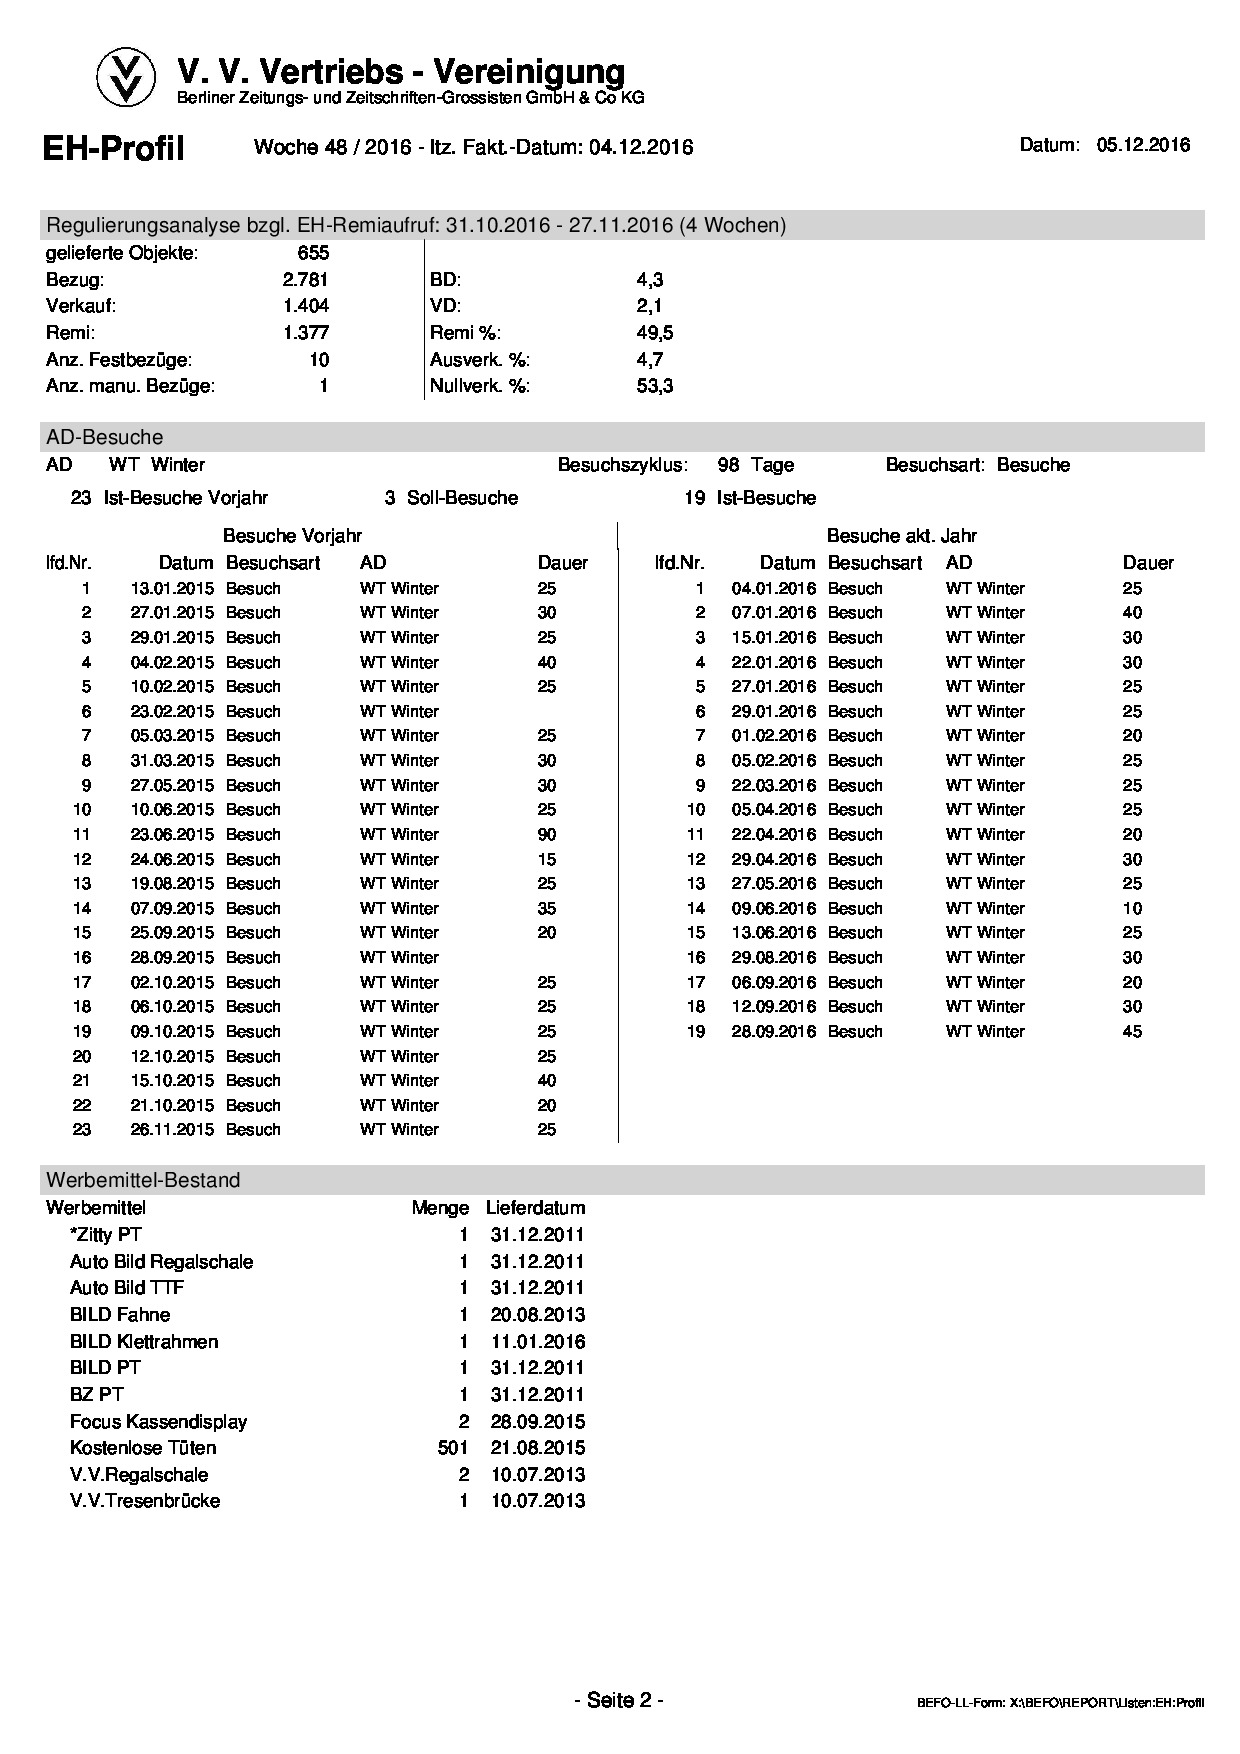 V. V. Vertriebs - Vereinigung
Berliner Zeitungs- und Zeitschriften-Grossisten GmbH & Co KG
EH-Profil Woche 48 / 2016 - ltz. Fakt.-Datum: 04.12.2016 Datum: 05.12.2016
Regulierungsanalyse bzgl. EH-Remiaufruf: 31.10.2016 - 27.11.2016 (4 Wochen)
gelieferte Objekte: 655
Bezug: 2.781 BD: 4,3
Verkauf: 1.404 VD: 2,1
Remi: 1.377 Remi %: 49,5
Anz. Festbezüge: 10 Ausverk. %: 4,7
Anz. manu. Bezüge: 1 Nullverk. %: 53,3
AD-Besuche
AD WT Winter Besuchszyklus: 98 Tage Besuchsart: Besuche
23 Ist-Besuche Vorjahr 3 Soll-Besuche 19 Ist-Besuche
Besuche Vorjahr Besuche akt. Jahr
lfd.Nr. Datum Besuchsart AD Dauer lfd.Nr. Datum Besuchsart AD Dauer
1 13.01.2015 Besuch WT Winter 25 1 04.01.2016 Besuch WT Winter 25
2 27.01.2015 Besuch WT Winter 30 2 07.01.2016 Besuch WT Winter 40
3 29.01.2015 Besuch WT Winter 25 3 15.01.2016 Besuch WT Winter 30
4 04.02.2015 Besuch WT Winter 40 4 22.01.2016 Besuch WT Winter 30
5 10.02.2015 Besuch WT Winter 25 5 27.01.2016 Besuch WT Winter 25
6 23.02.2015 Besuch WT Winter 6 29.01.2016 Besuch WT Winter 25
7 05.03.2015 Besuch WT Winter 25 7 01.02.2016 Besuch WT Winter 20
8 31.03.2015 Besuch WT Winter 30 8 05.02.2016 Besuch WT Winter 25
9 27.05.2015 Besuch WT Winter 30 9 22.03.2016 Besuch WT Winter 25
10 10.06.2015 Besuch WT Winter 25 10 05.04.2016 Besuch WT Winter 25
11 23.06.2015 Besuch WT Winter 90 11 22.04.2016 Besuch WT Winter 20
12 24.06.2015 Besuch WT Winter 15 12 29.04.2016 Besuch WT Winter 30
13 19.08.2015 Besuch WT Winter 25 13 27.05.2016 Besuch WT Winter 25
14 07.09.2015 Besuch WT Winter 35 14 09.06.2016 Besuch WT Winter 10
15 25.09.2015 Besuch WT Winter 20 15 13.06.2016 Besuch WT Winter 25
16 28.09.2015 Besuch WT Winter 16 29.08.2016 Besuch WT Winter 30
17 02.10.2015 Besuch WT Winter 25 17 06.09.2016 Besuch WT Winter 20
18 06.10.2015 Besuch WT Winter 25 18 12.09.2016 Besuch WT Winter 30
19 09.10.2015 Besuch WT Winter 25 19 28.09.2016 Besuch WT Winter 45
20 12.10.2015 Besuch WT Winter 25
21 15.10.2015 Besuch WT Winter 40
22 21.10.2015 Besuch WT Winter 20
23 26.11.2015 Besuch WT Winter 25
Werbemittel-Bestand
Werbemittel Menge Lieferdatum
*Zitty PT 1 31.12.2011
Auto Bild Regalschale 1 31.12.2011
Auto Bild TTF 1 31.12.2011
BILD Fahne 1 20.08.2013
BILD Klettrahmen 1 11.01.2016
BILD PT 1 31.12.2011
BZ PT 1 31.12.2011
Focus Kassendisplay 2 28.09.2015
Kostenlose Tüten 501 21.08.2015
V.V.Regalschale 2 10.07.2013
V.V.Tresenbrücke 1 10.07.2013
- Seite 2 - BEFO-LL-Form: X:\BEFO\REPORT\Listen:EH:Profil